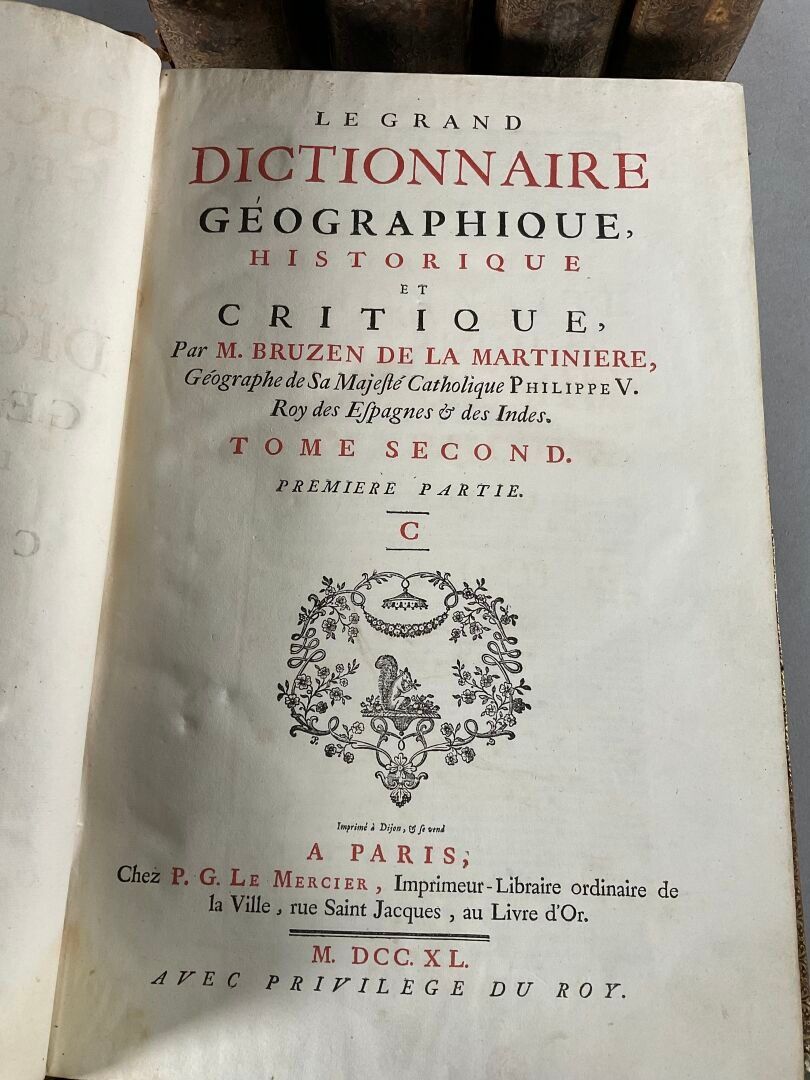 LE GRAND
DICTIONNAIRE
GÉOGRAPHIQUE,
HISTORIQUE
ET
CRITIQUE,
Par M. BRUZEN DE LA MARTINIERE,
Géographe de Sa Majeſté Catholique PHILIPPE V.
Roy des Eſpagnes & des Indes.
TOME SECOND.
PREMIERE PARTIE.
C
Imprimé à Dijon, & ſe vend
A PARIS,
Chez P. G. LE MERCIER, Imprimeur-Libraire ordinaire de
la Ville, rue Saint Jacques, au Livre d'Or.
M. DCC. XL.
AVEC PRIVILEGE DU ROY.